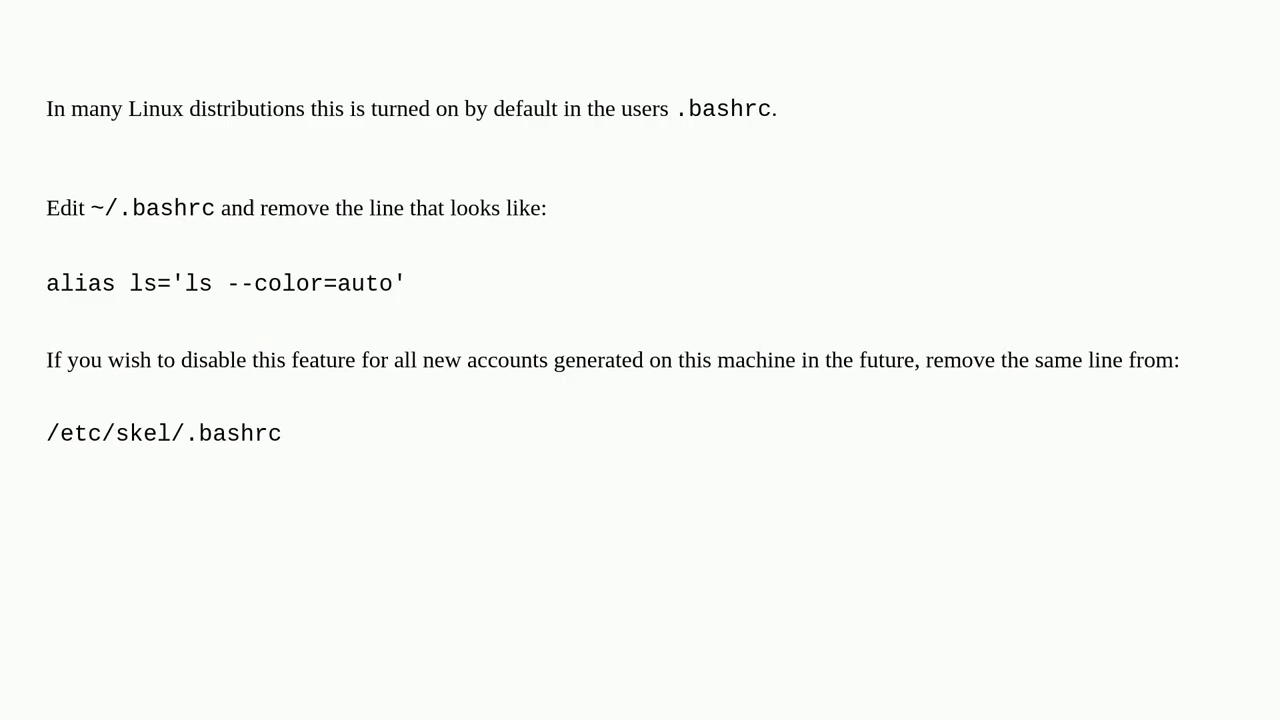 In many Linux distributions this is turned on by default in the users .bashrc.
Edit ~/.bashrc and remove the line that looks like:
alias ls='ls --color=auto'
If you wish to disable this feature for all new accounts generated on this machine in the future, remove the same line from:
/etc/skel/.bashrc